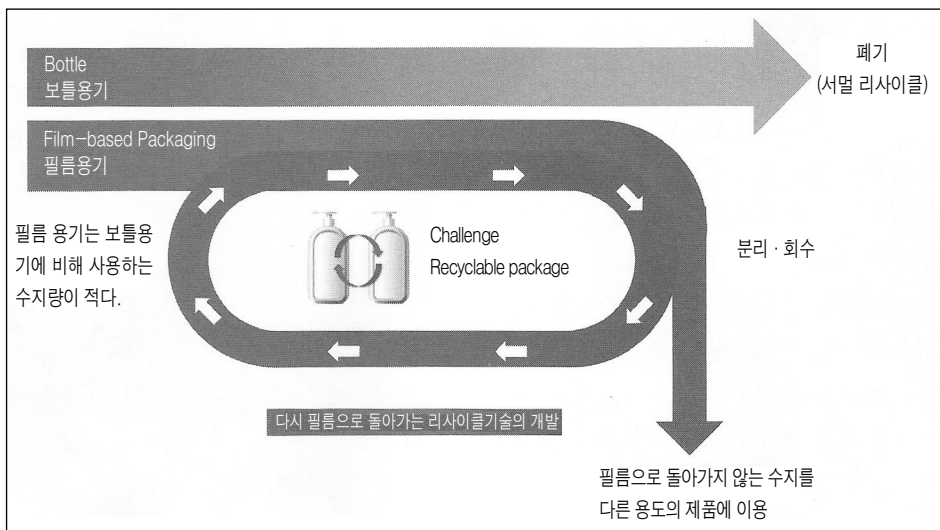 Bottle
보틀용기
폐기
(서멀 리사이클)
Film-based Packaging
필름용기
필름 용기는 보틀용
기에 비해 사용하는
수지량이 적다.
Challenge
Recyclable package
분리 · 회수
다시 필름으로 돌아가는 리사이클기술의 개발
필름으로 돌아가지 않는 수지를
다른 용도의 제품에 이용